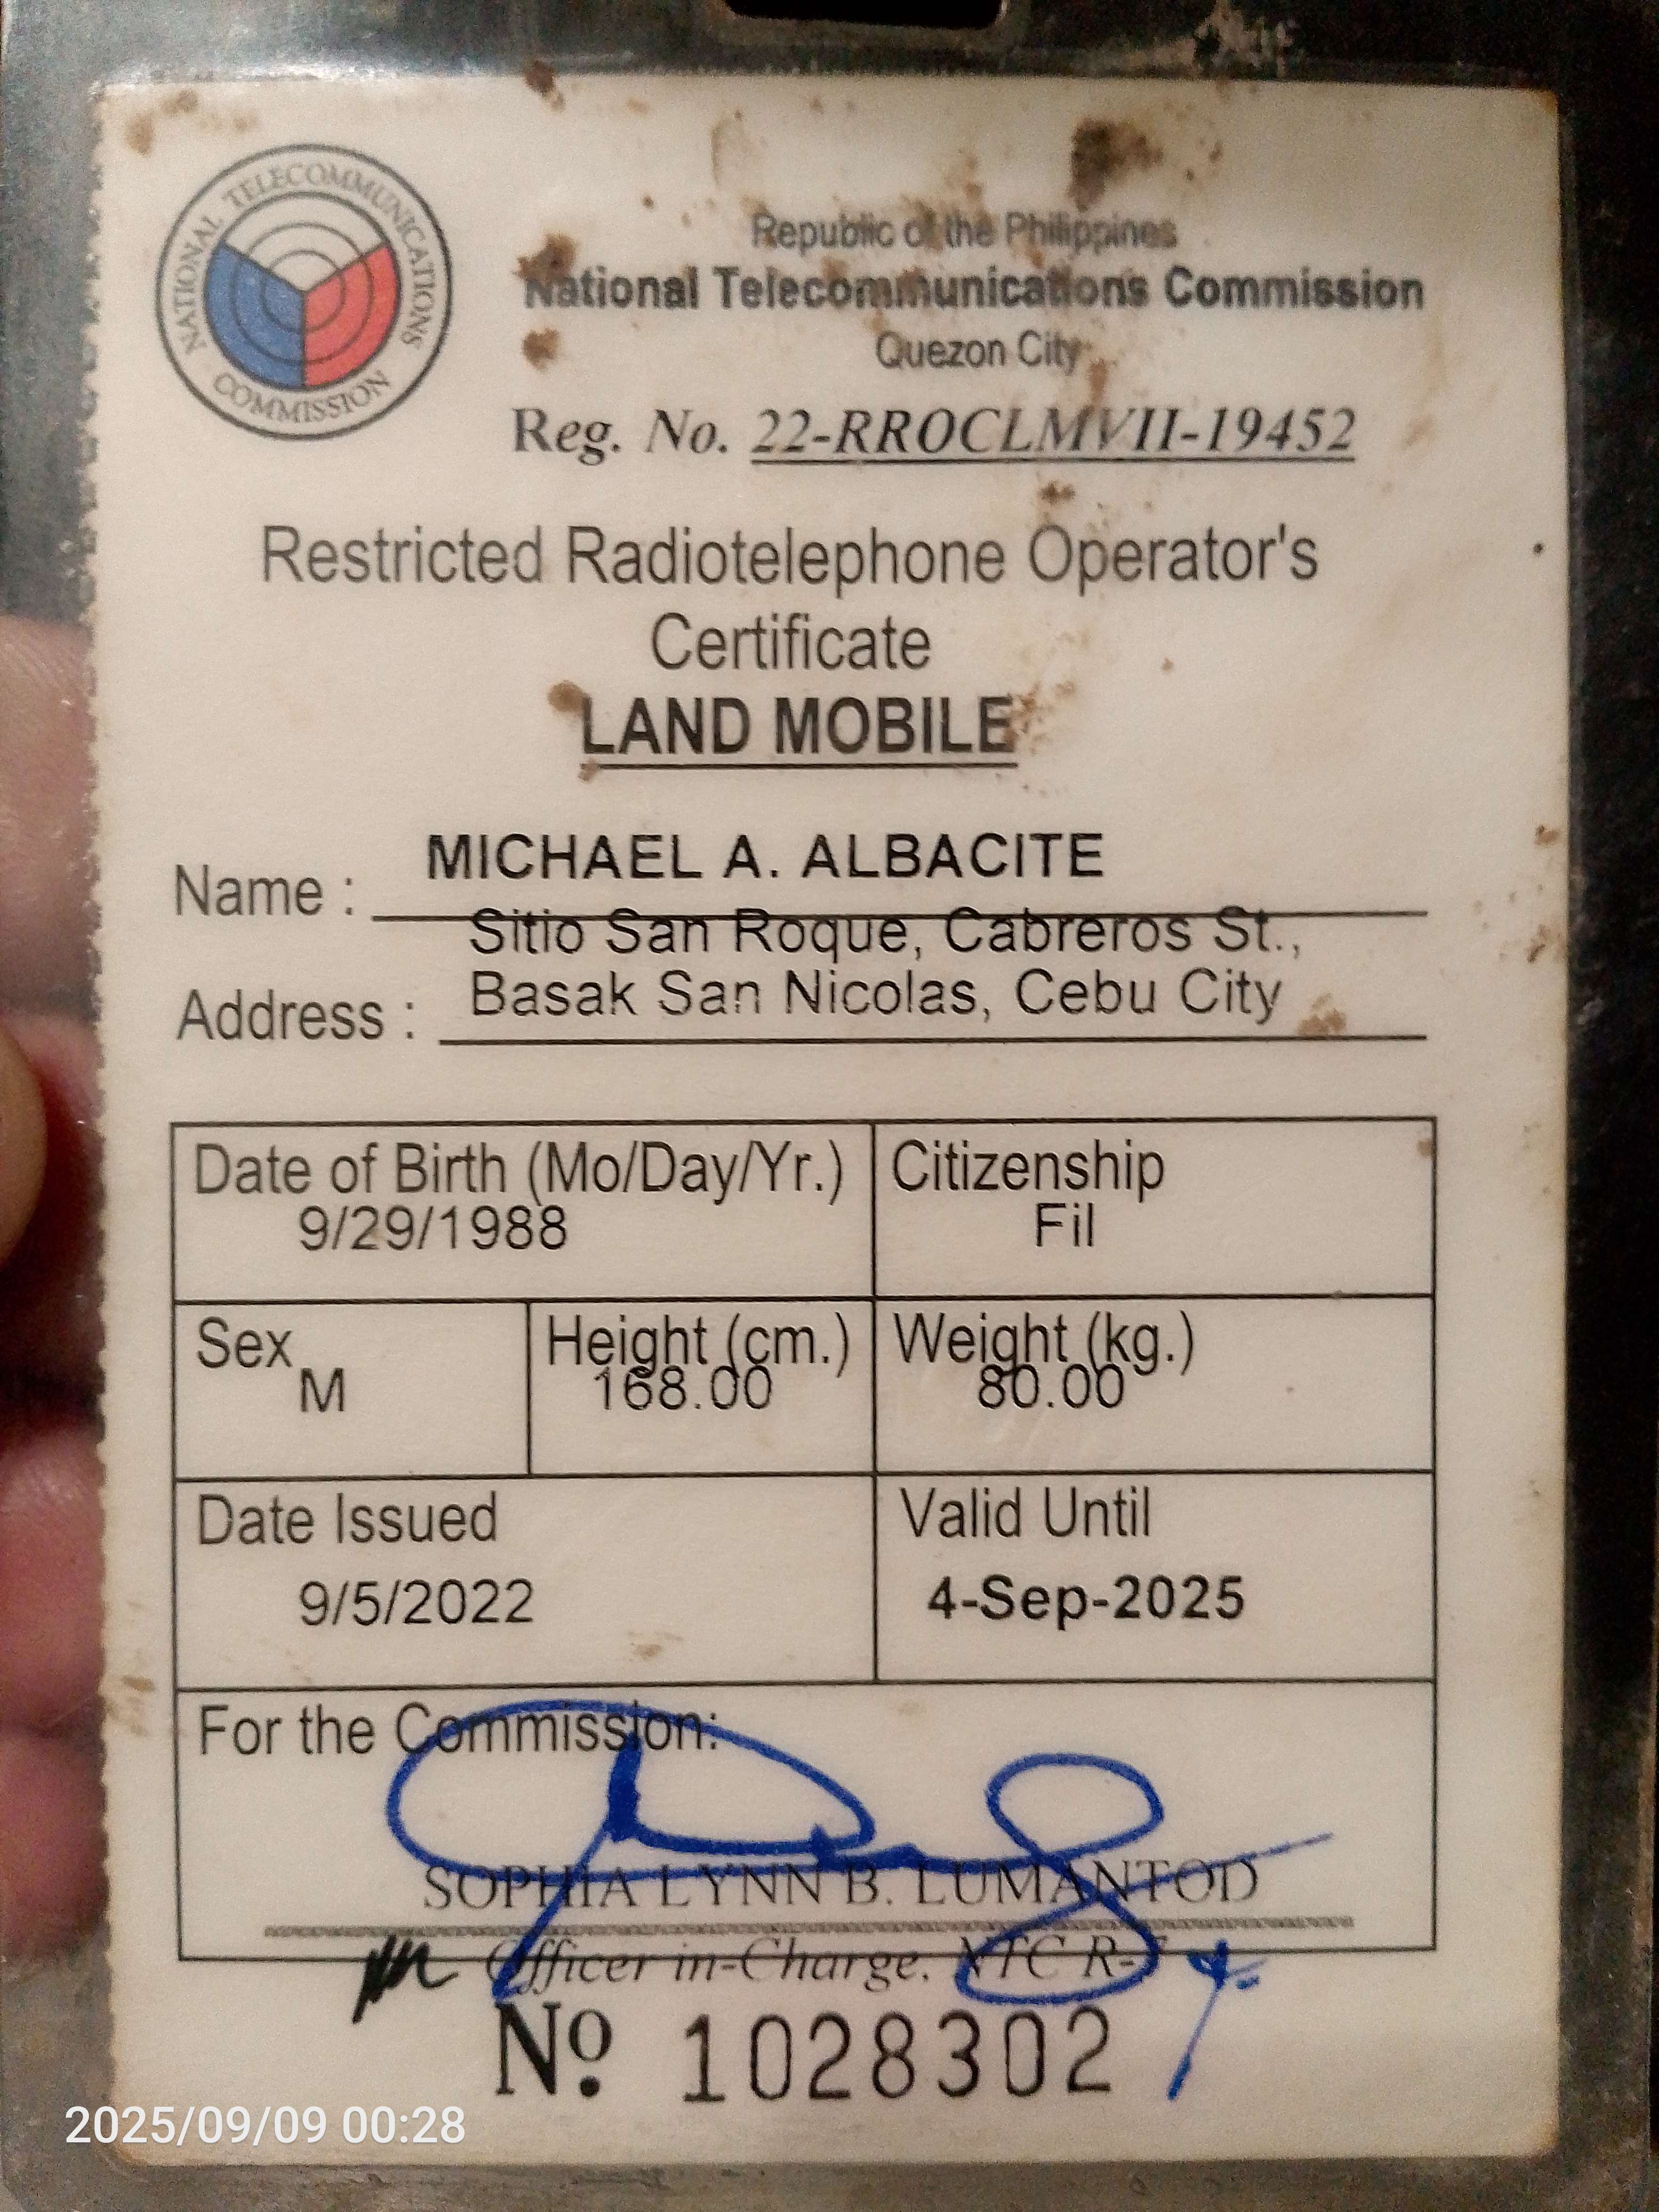 NATIONAL TELECOMMUNICATIONS COMMISSION
Republic of the Philippines
National Telecommunications Commission
Quezon City
Reg. No. 22-RROCLMVII-19452
Restricted Radiotelephone Operator's
Certificate
LAND MOBILE
Name : MICHAEL A. ALBACITE
Sitio San Roque, Cabreros St.,
Address : Basak San Nicolas, Cebu City
Date of Birth (Mo/Day/Yr.) Citizenship
9/29/1988 Fil
Sex Height (cm.) Weight (kg.)
M 168.00 80.00
Date Issued Valid Until
9/5/2022 4-Sep-2025
For the Commission:
SOPHIA LYNN B. LUMANTOD
Officer in-Charge, NTC R-
Nº 1028302
2025/09/09 00:28